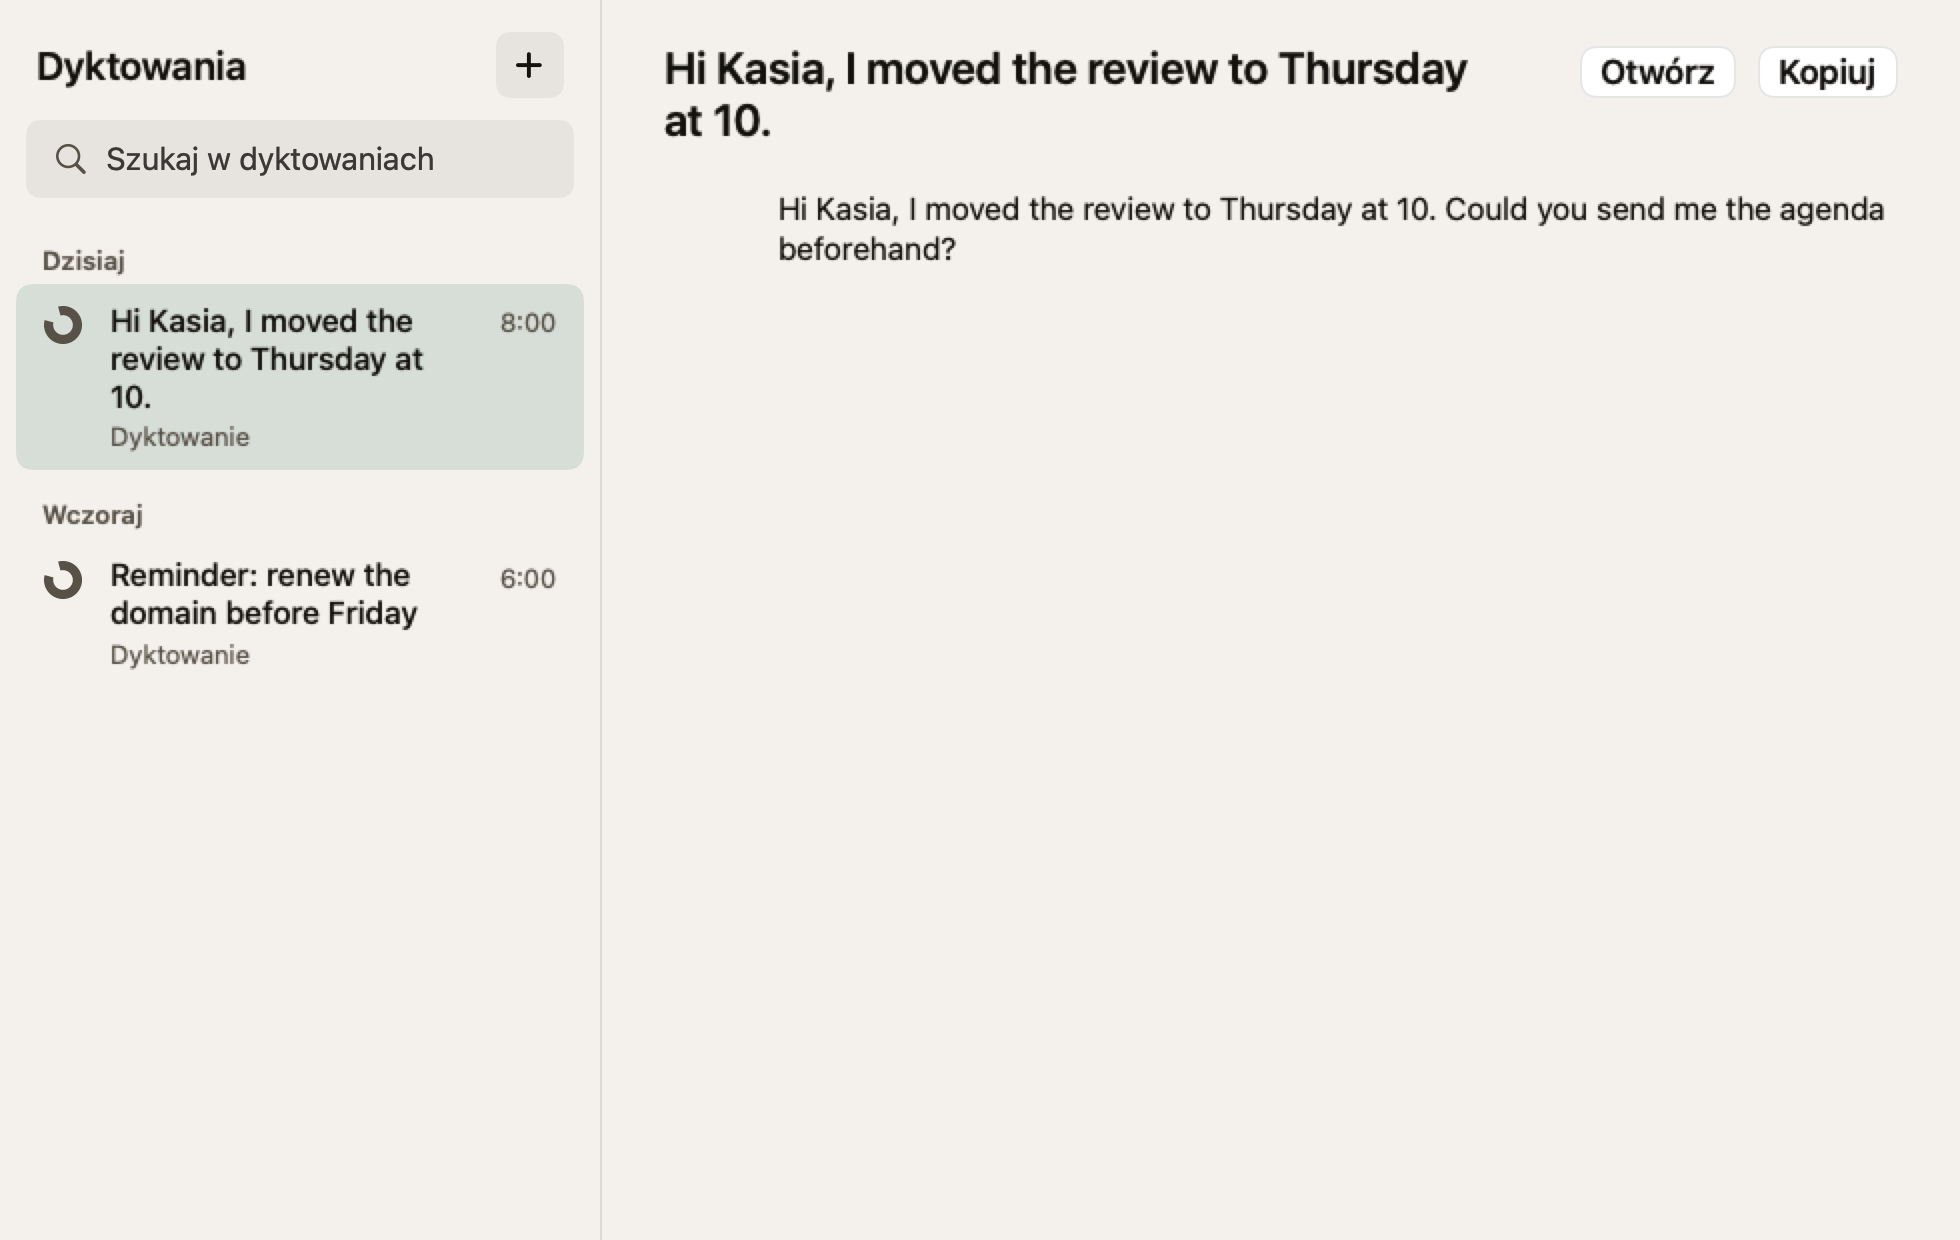 Dyktowania
Szukaj w dyktowaniach
Dzisiaj
Hi Kasia, I moved the
review to Thursday at
10.
8:00
Dyktowanie
Wczoraj
Reminder: renew the
domain before Friday
6:00
Dyktowanie
Hi Kasia, I moved the review to Thursday
at 10.
Otwórz
Kopiuj
Hi Kasia, I moved the review to Thursday at 10. Could you send me the agenda
beforehand?